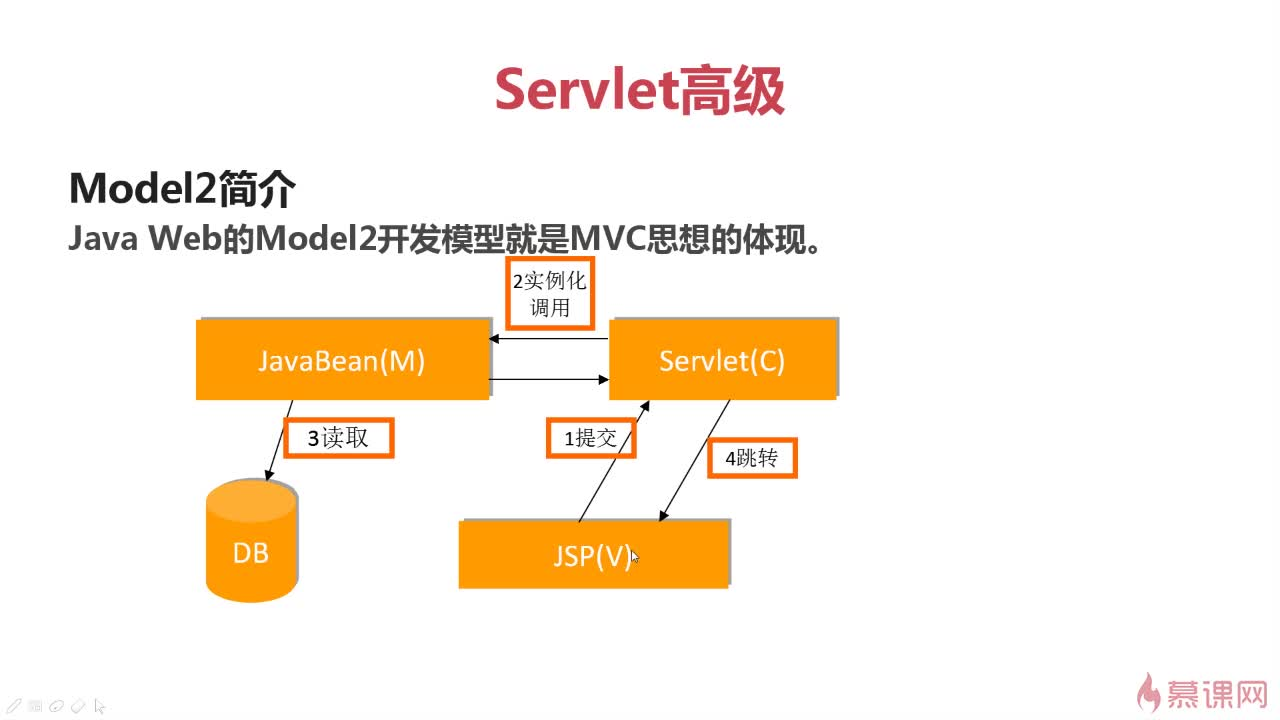 Servlet高级
Model2简介
Java Web的Model2开发模型就是MVC思想的体现。
2实例化
调用
JavaBean(M)
Servlet(C)
3读取
1提交
4跳转
DB
JSP(V)
慕课网